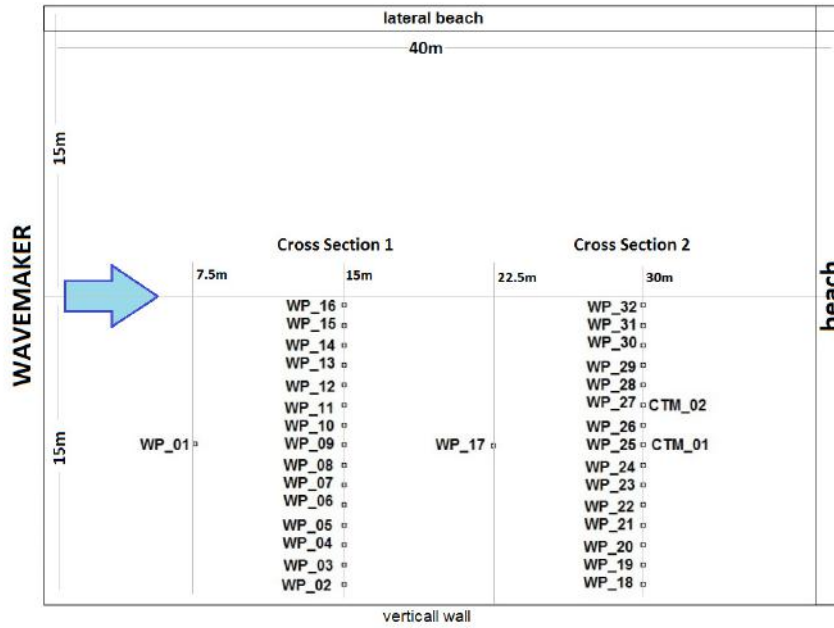 lateral beach
40m
15m
WAVEMAKER
Cross Section 1
Cross Section 2
beach
7.5m
15m
22.5m
30m
WP_16
WP_32
WP_15
WP_31
WP_14
WP_30
WP_13
WP_29
WP_12
WP_28
WP_11
WP_27
CTM_02
WP_10
WP_26
15m
WP_01
WP_09
WP_17
WP_25
CTM_01
WP_08
WP_24
WP_07
WP_23
WP_06
WP_22
WP_05
WP_21
WP_04
WP_20
WP_03
WP_19
WP_02
WP_18
verticall wall